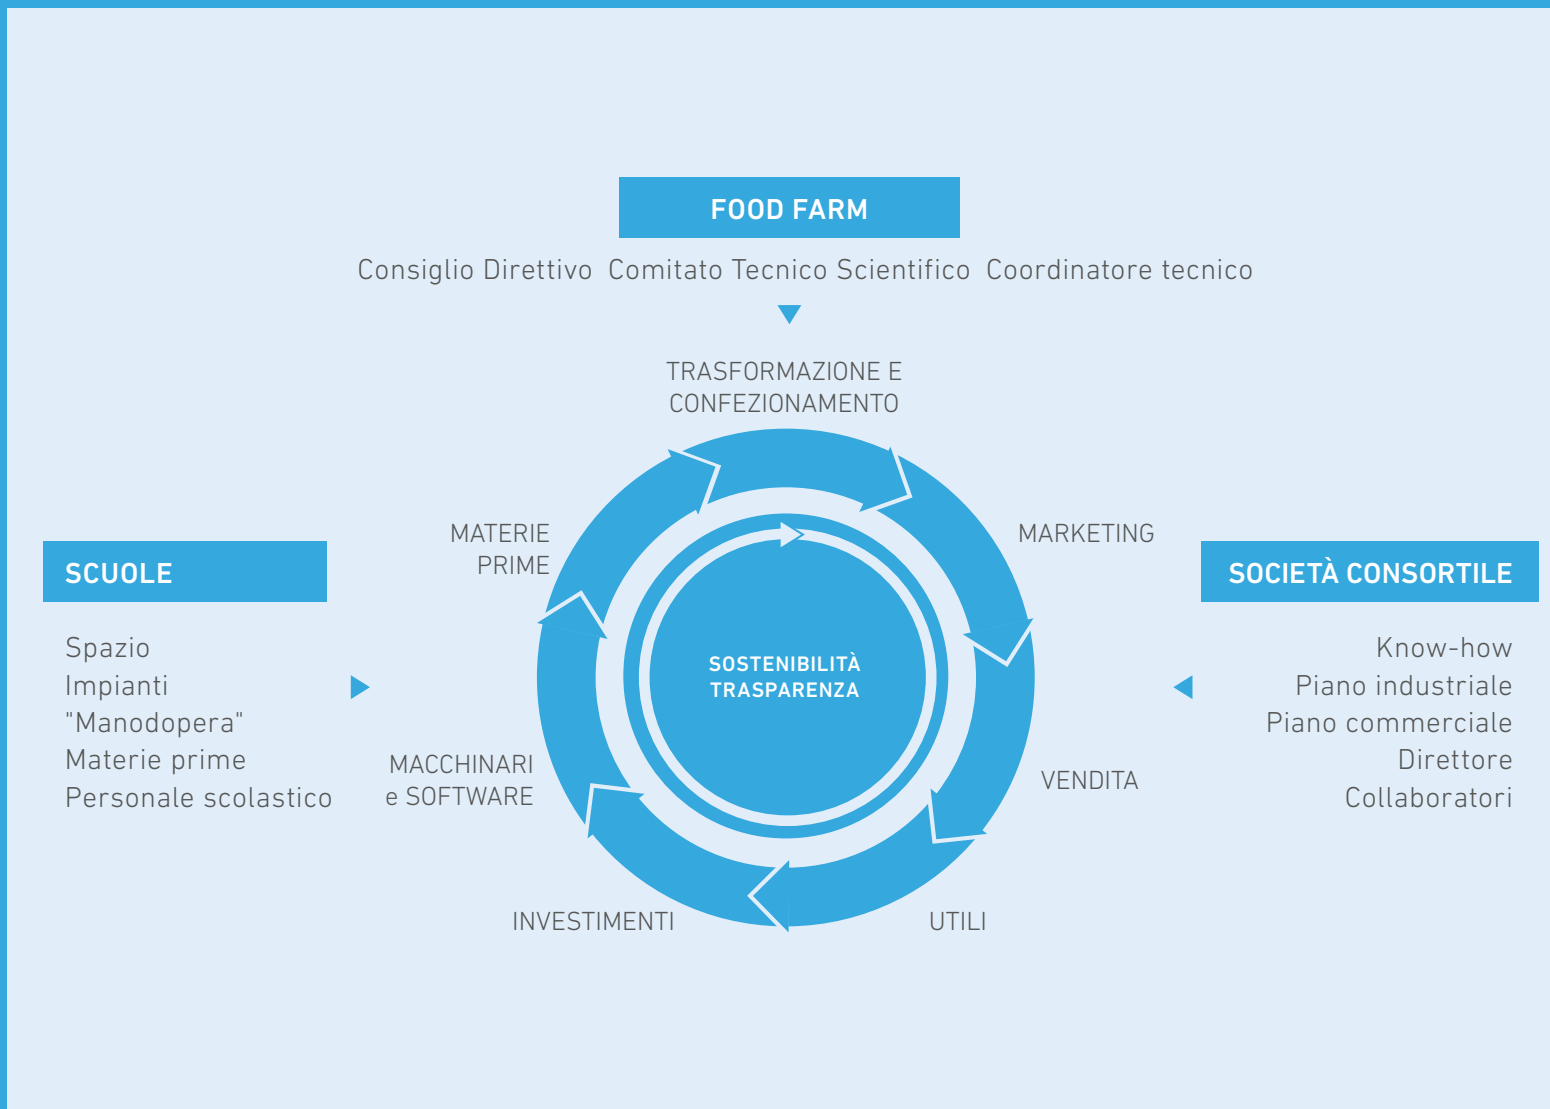 FOOD FARM
Consiglio Direttivo  Comitato Tecnico Scientifico  Coordinatore tecnico
TRASFORMAZIONE E
CONFEZIONAMENTO
MATERIE
PRIME
MARKETING
SCUOLE
Spazio
Impianti
"Manodopera"
Materie prime
Personale scolastico
SOSTENIBILITÀ
TRASPARENZA
SOCIETÀ CONSORTILE
Know-how
Piano industriale
Piano commerciale
Direttore
Collaboratori
MACCHINARI
e SOFTWARE
VENDITA
INVESTIMENTI
UTILI